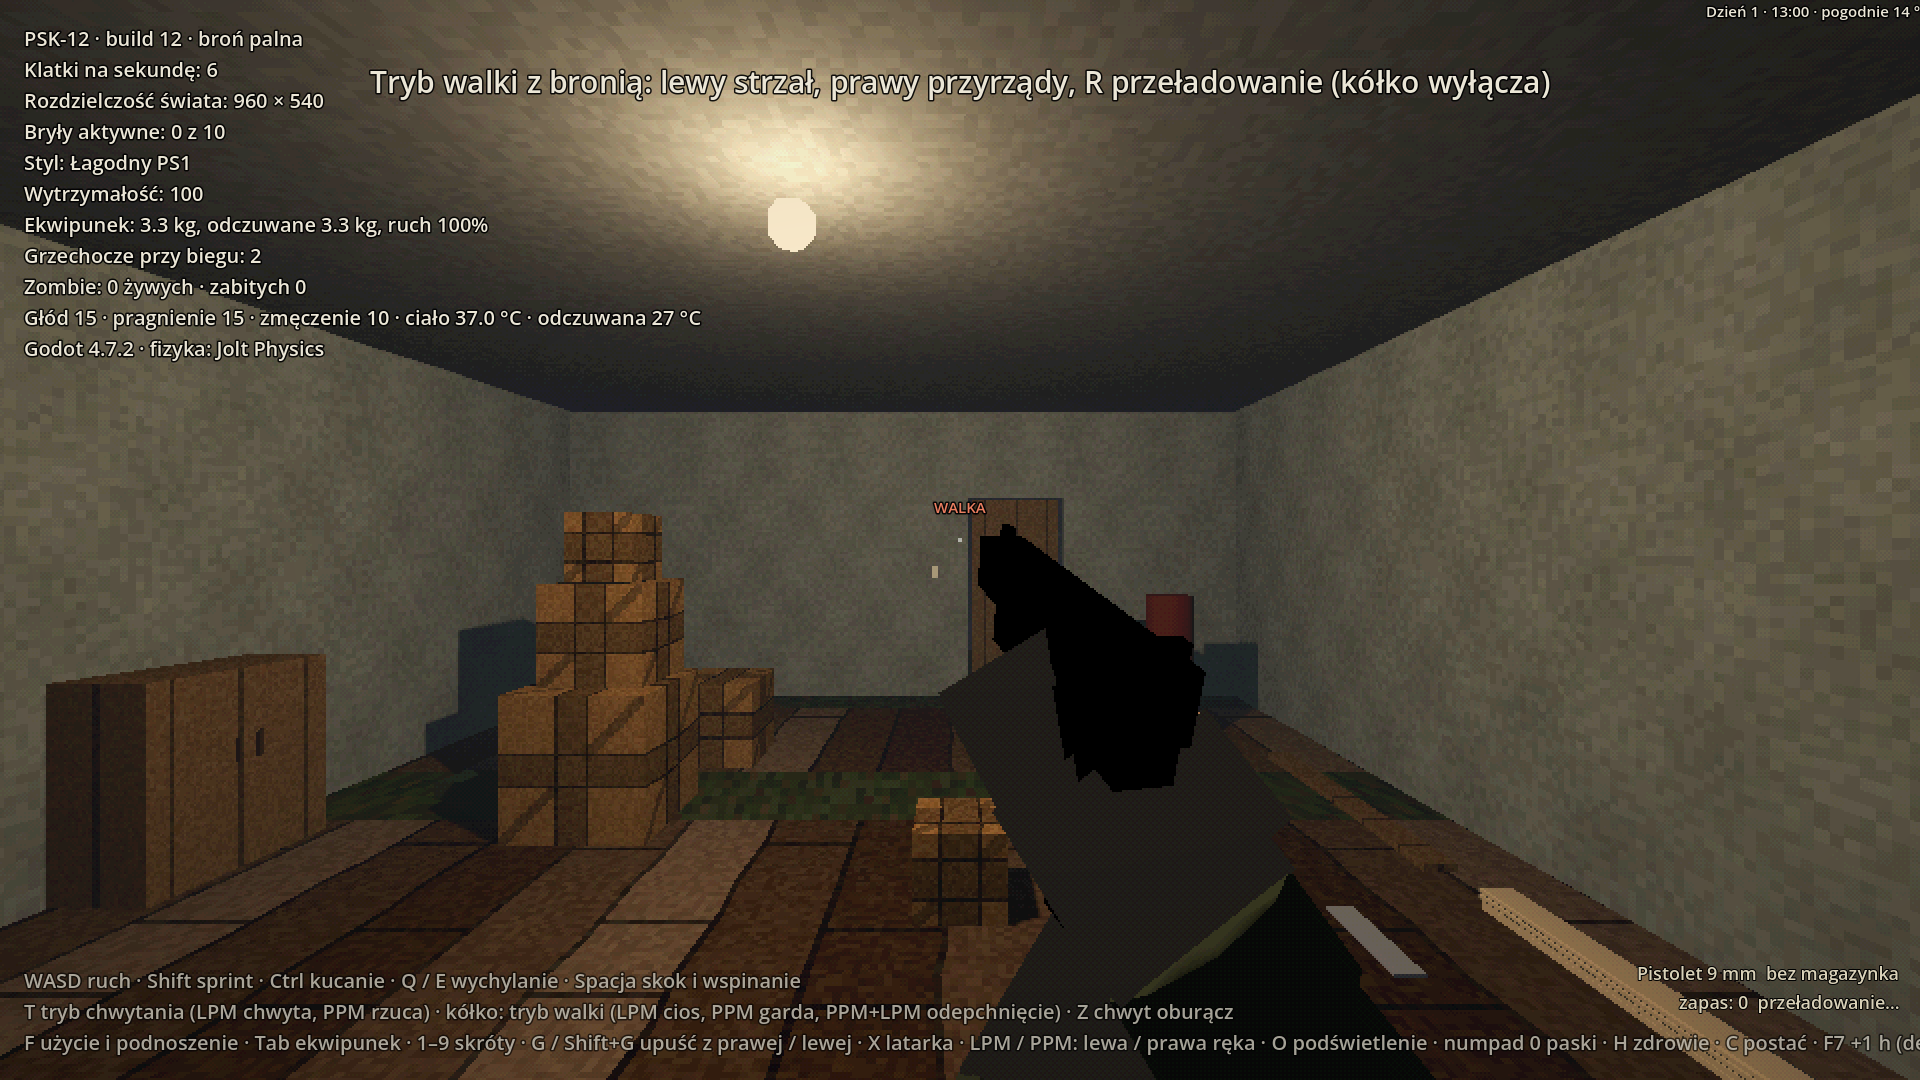 Dzień 1 · 13:00 · pogodnie 14 °
PSK-12 · build 12 · broń palna
Klatki na sekundę: 6
Tryb walki z bronią: lewy strzał, prawy przyrządy, R przeładowanie (kółko wyłącza)
Rozdzielczość świata: 960 × 540
Bryły aktywne: 0 z 10
Styl: Łagodny PS1
Wytrzymałość: 100
Ekwipunek: 3.3 kg, odczuwane 3.3 kg, ruch 100%
Grzechocze przy biegu: 2
Zombie: 0 żywych · zabitych 0
Głód 15 · pragnienie 15 · zmęczenie 10 · ciało 37.0 °C · odczuwana 27 °C
Godot 4.7.2 · fizyka: Jolt Physics
WALKA
Pistolet 9 mm  bez magazynka
zapas: 0  przeładowanie...
WASD ruch · Shift sprint · Ctrl kucanie · Q / E wychylanie · Spacja skok i wspinanie
T tryb chwytania (LPM chwyta, PPM rzuca) · kółko: tryb walki (LPM cios, PPM garda, PPM+LPM odepchnięcie) · Z chwyt oburącz
F użycie i podnoszenie · Tab ekwipunek · 1–9 skróty · G / Shift+G upuść z prawej / lewej · X latarka · LPM / PPM: lewa / prawa ręka · O podświetlenie · numpad 0 paski · H zdrowie · C postać · F7 +1 h (de